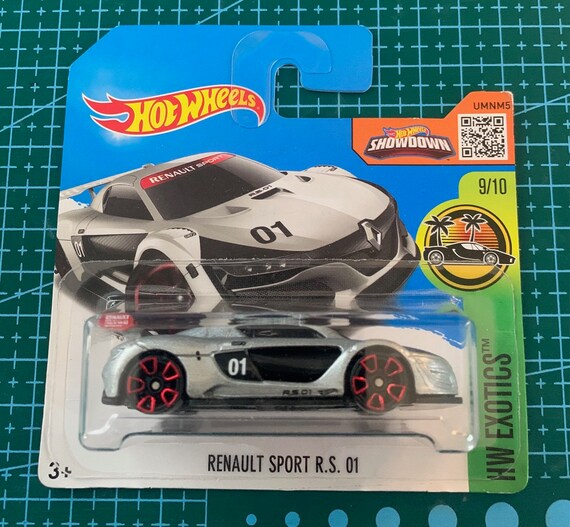 UMNM5
HOT WHEELS
HOT WHEELS
SHOWDOWN
9/10
RENAULT SPORT
R.S. 01
01
01
01
R.S. 01
HW EXOTICS™
RENAULT SPORT R.S. 01
3+